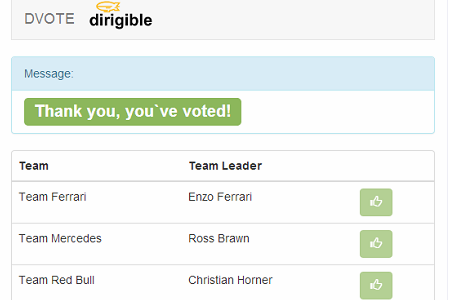 DVOTE dirigible
Message:
Thank you, you`ve voted!
Team Team Leader
Team Ferrari Enzo Ferrari
Team Mercedes Ross Brawn
Team Red Bull Christian Horner